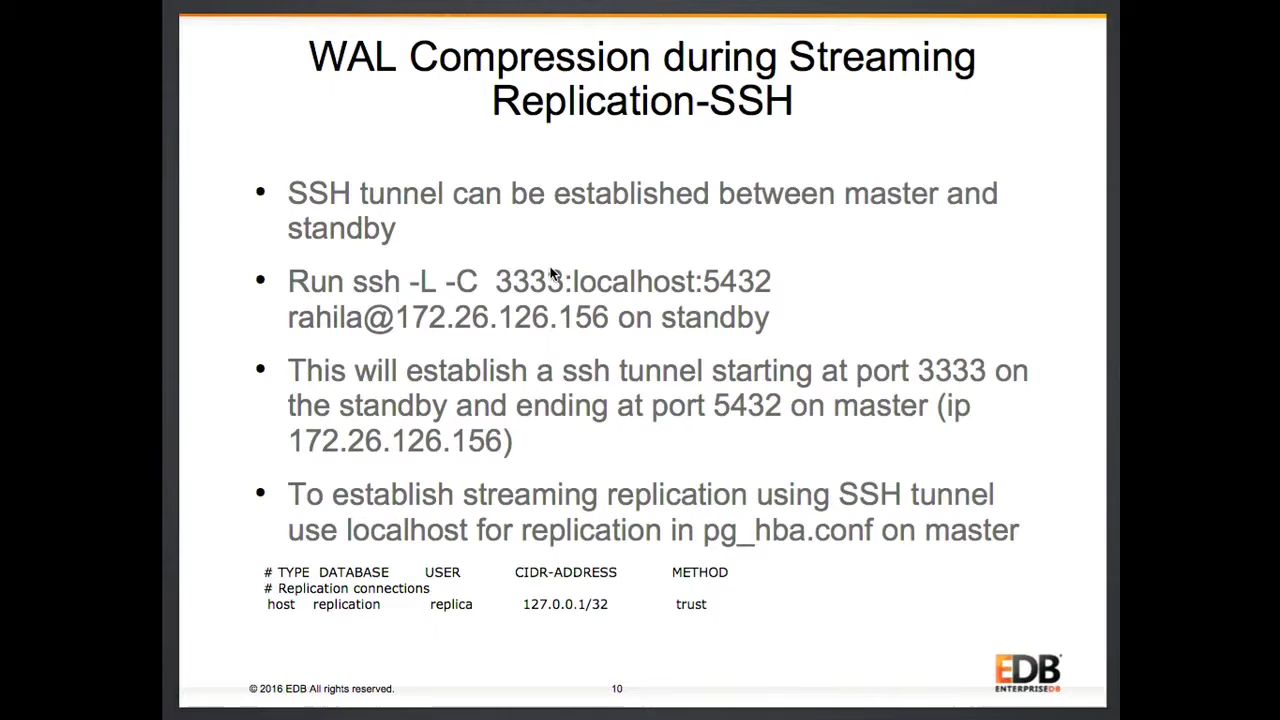 WAL Compression during Streaming
Replication-SSH
• SSH tunnel can be established between master and
standby
• Run ssh -L -C 3333:localhost:5432
rahila@172.26.126.156 on standby
• This will establish a ssh tunnel starting at port 3333 on
the standby and ending at port 5432 on master (ip
172.26.126.156)
• To establish streaming replication using SSH tunnel
use localhost for replication in pg_hba.conf on master
# TYPE DATABASE USER CIDR-ADDRESS METHOD
# Replication connections
host replication replica 127.0.0.1/32 trust
EDB
ENTERPRISEDB
© 2016 EDB All rights reserved. 10